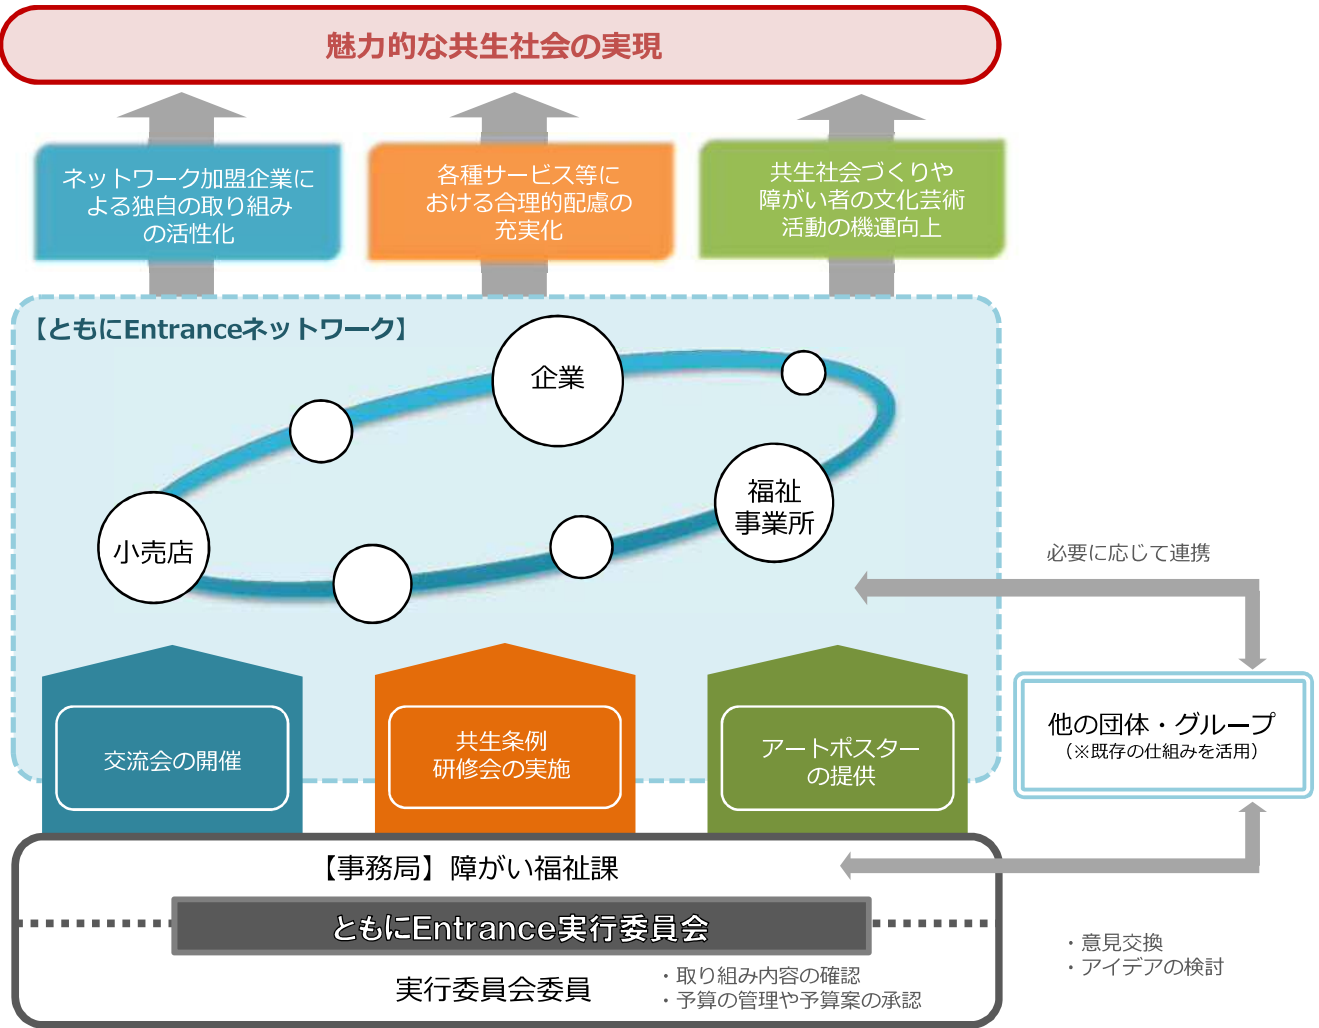 魅力的な共生社会の実現
ネットワーク加盟企業に
よる独自の取り組み
の活性化
各種サービス等に
おける合理的配慮の
充実化
共生社会づくりや
障がい者の文化芸術
活動の機運向上
【ともにEntranceネットワーク】
企業
福祉
事業所
小売店
必要に応じて連携
他の団体・グループ
（※既存の仕組みを活用）
交流会の開催
共生条例
研修会の実施
アートポスター
の提供
【事務局】障がい福祉課
ともにEntrance実行委員会
実行委員会委員
・取り組み内容の確認
・予算の管理や予算案の承認
・意見交換
・アイデアの検討